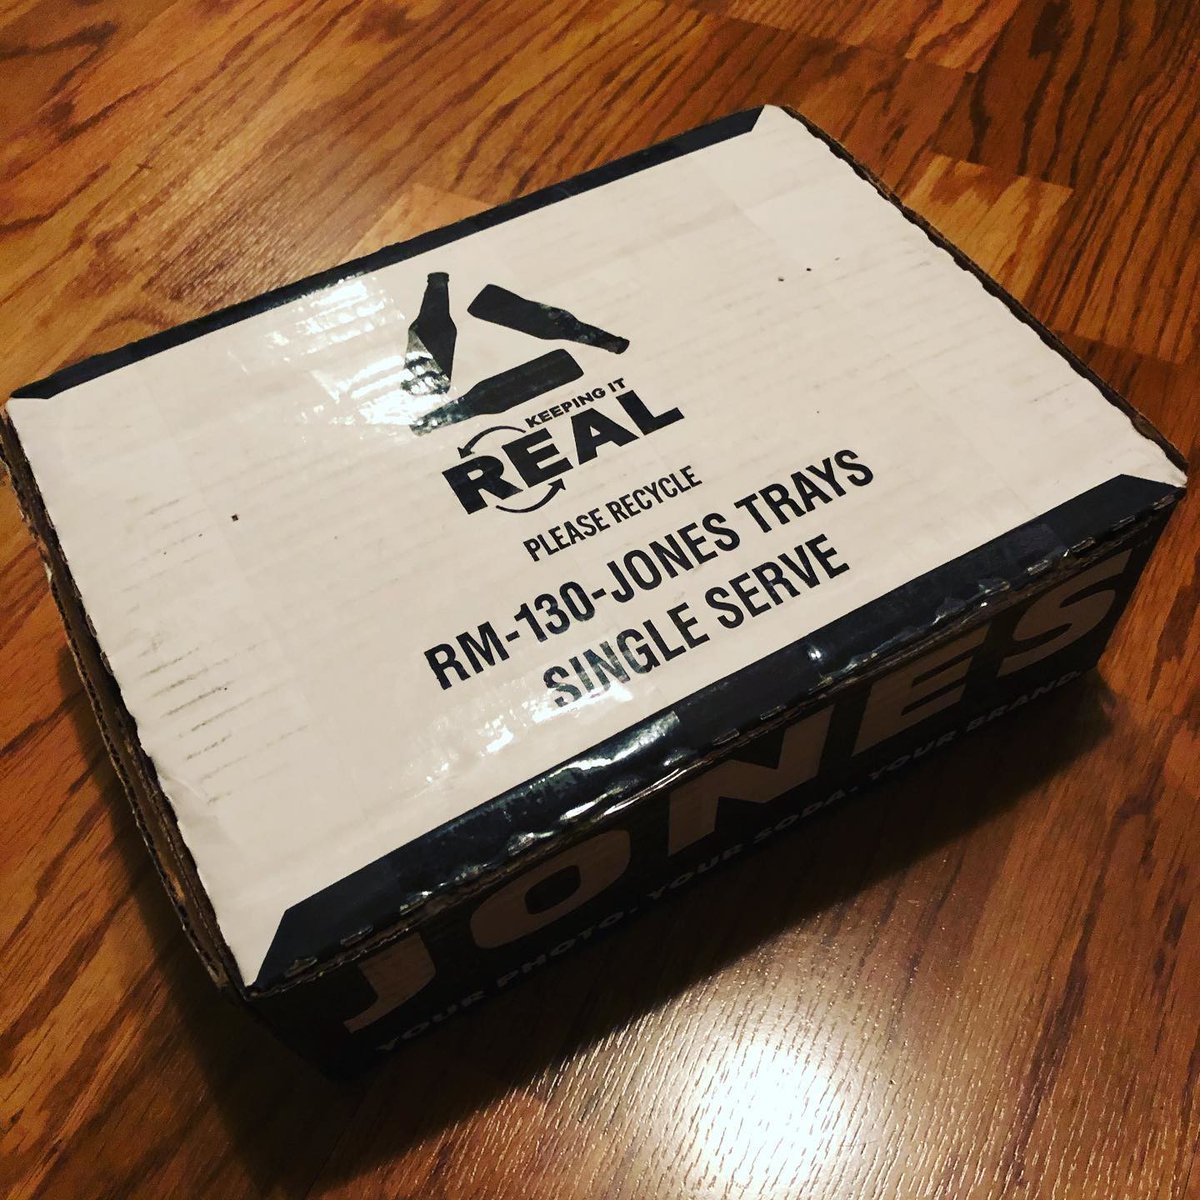 KEEPING IT
REAL
PLEASE RECYCLE
RM-130-JONES TRAYS
SINGLE SERVE
JONES
YOUR PHOTO. YOUR SODA. YOUR BRAND.